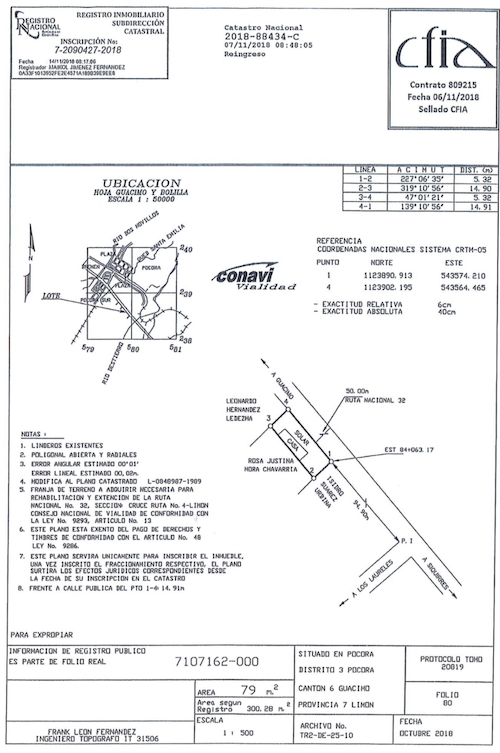 REGISTRO NACIONAL
REGISTRO INMOBILIARIO
SUBDIRECCIÓN
CATASTRAL
INSCRIPCIÓN No:
7-2090427-2018
Fecha 14/11/2018 08:17:06
Registrador MAIKOL JIMENEZ FERNANDEZ
Catastro Nacional
2018-88434-C
07/11/2018 08:48:05
Reingreso
cfia
Contrato 809215
Fecha 06/11/2018
Sellado CFIA
LINEA A C I M U T DIST. (m)
1-2 227° 06' 35" 5. 32
2-3 319° 10' 56" 14. 90
3-4 47° 01' 21" 5. 32
4-1 139° 10' 56" 14. 91
UBICACION
HOJA GUACIMO Y BOLILLA
ESCALA 1 : 50000
RIO DOS NOVILLOS
QUEB SANTA EMILIA
PLAZA
POCORA
PLAZA
POCORA SUR
LOTE
RIO DESTIERRO
240
239
238
579
580
581
conavi
Vialidad
REFERENCIA
COORDENADAS NACIONALES SISTEMA CRTM-05
PUNTO NORTE ESTE
1 1123890. 913 543574. 210
4 1123902. 195 543564. 465
- EXACTITUD RELATIVA 6cm
- EXACTITUD ABSOLUTA 40cm
A GUACIMO
50. 00m
RUTA NACIONAL 32
LEONARDO
HERNANDEZ
LEDEZMA
4
3
SOLAR
CASA
1
2
EST 84+063. 17
ROSA JUSTINA
MORA CHAVARRIA
ISIDRO
SUAREZ
URBINA
94. 90m
P. I
A LOS LAURELES
A SIQUIRRES
NOTAS :
1. LINDEROS EXISTENTES
2. POLIGONAL ABIERTA Y RADIALES
3. ERROR ANGULAR ESTIMADO 00°01'
ERROR LINEAL ESTIMADO 00, 02m.
4. MODIFICA AL PLANO CATASTRADO L-0848987-1989
5. FRANJA DE TERRENO A ADQUIRIR NECESARIA PARA
REHABILITACION Y EXTENCION DE LA RUTA
NACIONAL No. 32, SECCION: CRUCE RUTA No. 4-LIMON
CONSEJO NACIONAL DE VIALIDAD DE CONFORMIDAD CON
LA LEY No. 9293, ARTICULO No. 13
6. ESTE PLANO ESTA EXENTO DEL PAGO DE DERECHOS Y
TIMBRES DE CONFORMIDAD CON EL ARTICULO No. 48
LEY No. 9286.
7. ESTE PLANO SERVIRA UNICAMENTE PARA INSCRIBIR EL INMUEBLE,
UNA VEZ INSCRITO EL FRACCIONAMIENTO RESPECTIVO, EL PLANO
SURTIRA LOS EFECTOS JURIDICOS CORRESPONDIENTES DESDE
LA FECHA DE SU INSCRIPCION EN EL CATASTRO
8. FRENTE A CALLE PUBLICA DEL PTO 1-4: 14. 91m
PARA EXPROPIAR
INFORMACION DE REGISTRO PUBLICO
ES PARTE DE FOLIO REAL 7107162-000
SITUADO EN POCORA
DISTRITO 3 POCORA
CANTON 6 GUACIMO
PROVINCIA 7 LIMON
PROTOCOLO TOMO
20819
FOLIO
80
AREA 79 m.²
Area segun
Registro 300. 28 m.²
ESCALA
1 : 500
ARCHIVO No.
TR2-DE-25-10
FECHA
OCTUBRE 2018
FRANK LEON FERNANDEZ
INGENIERO TOPOGRAFO IT 31506